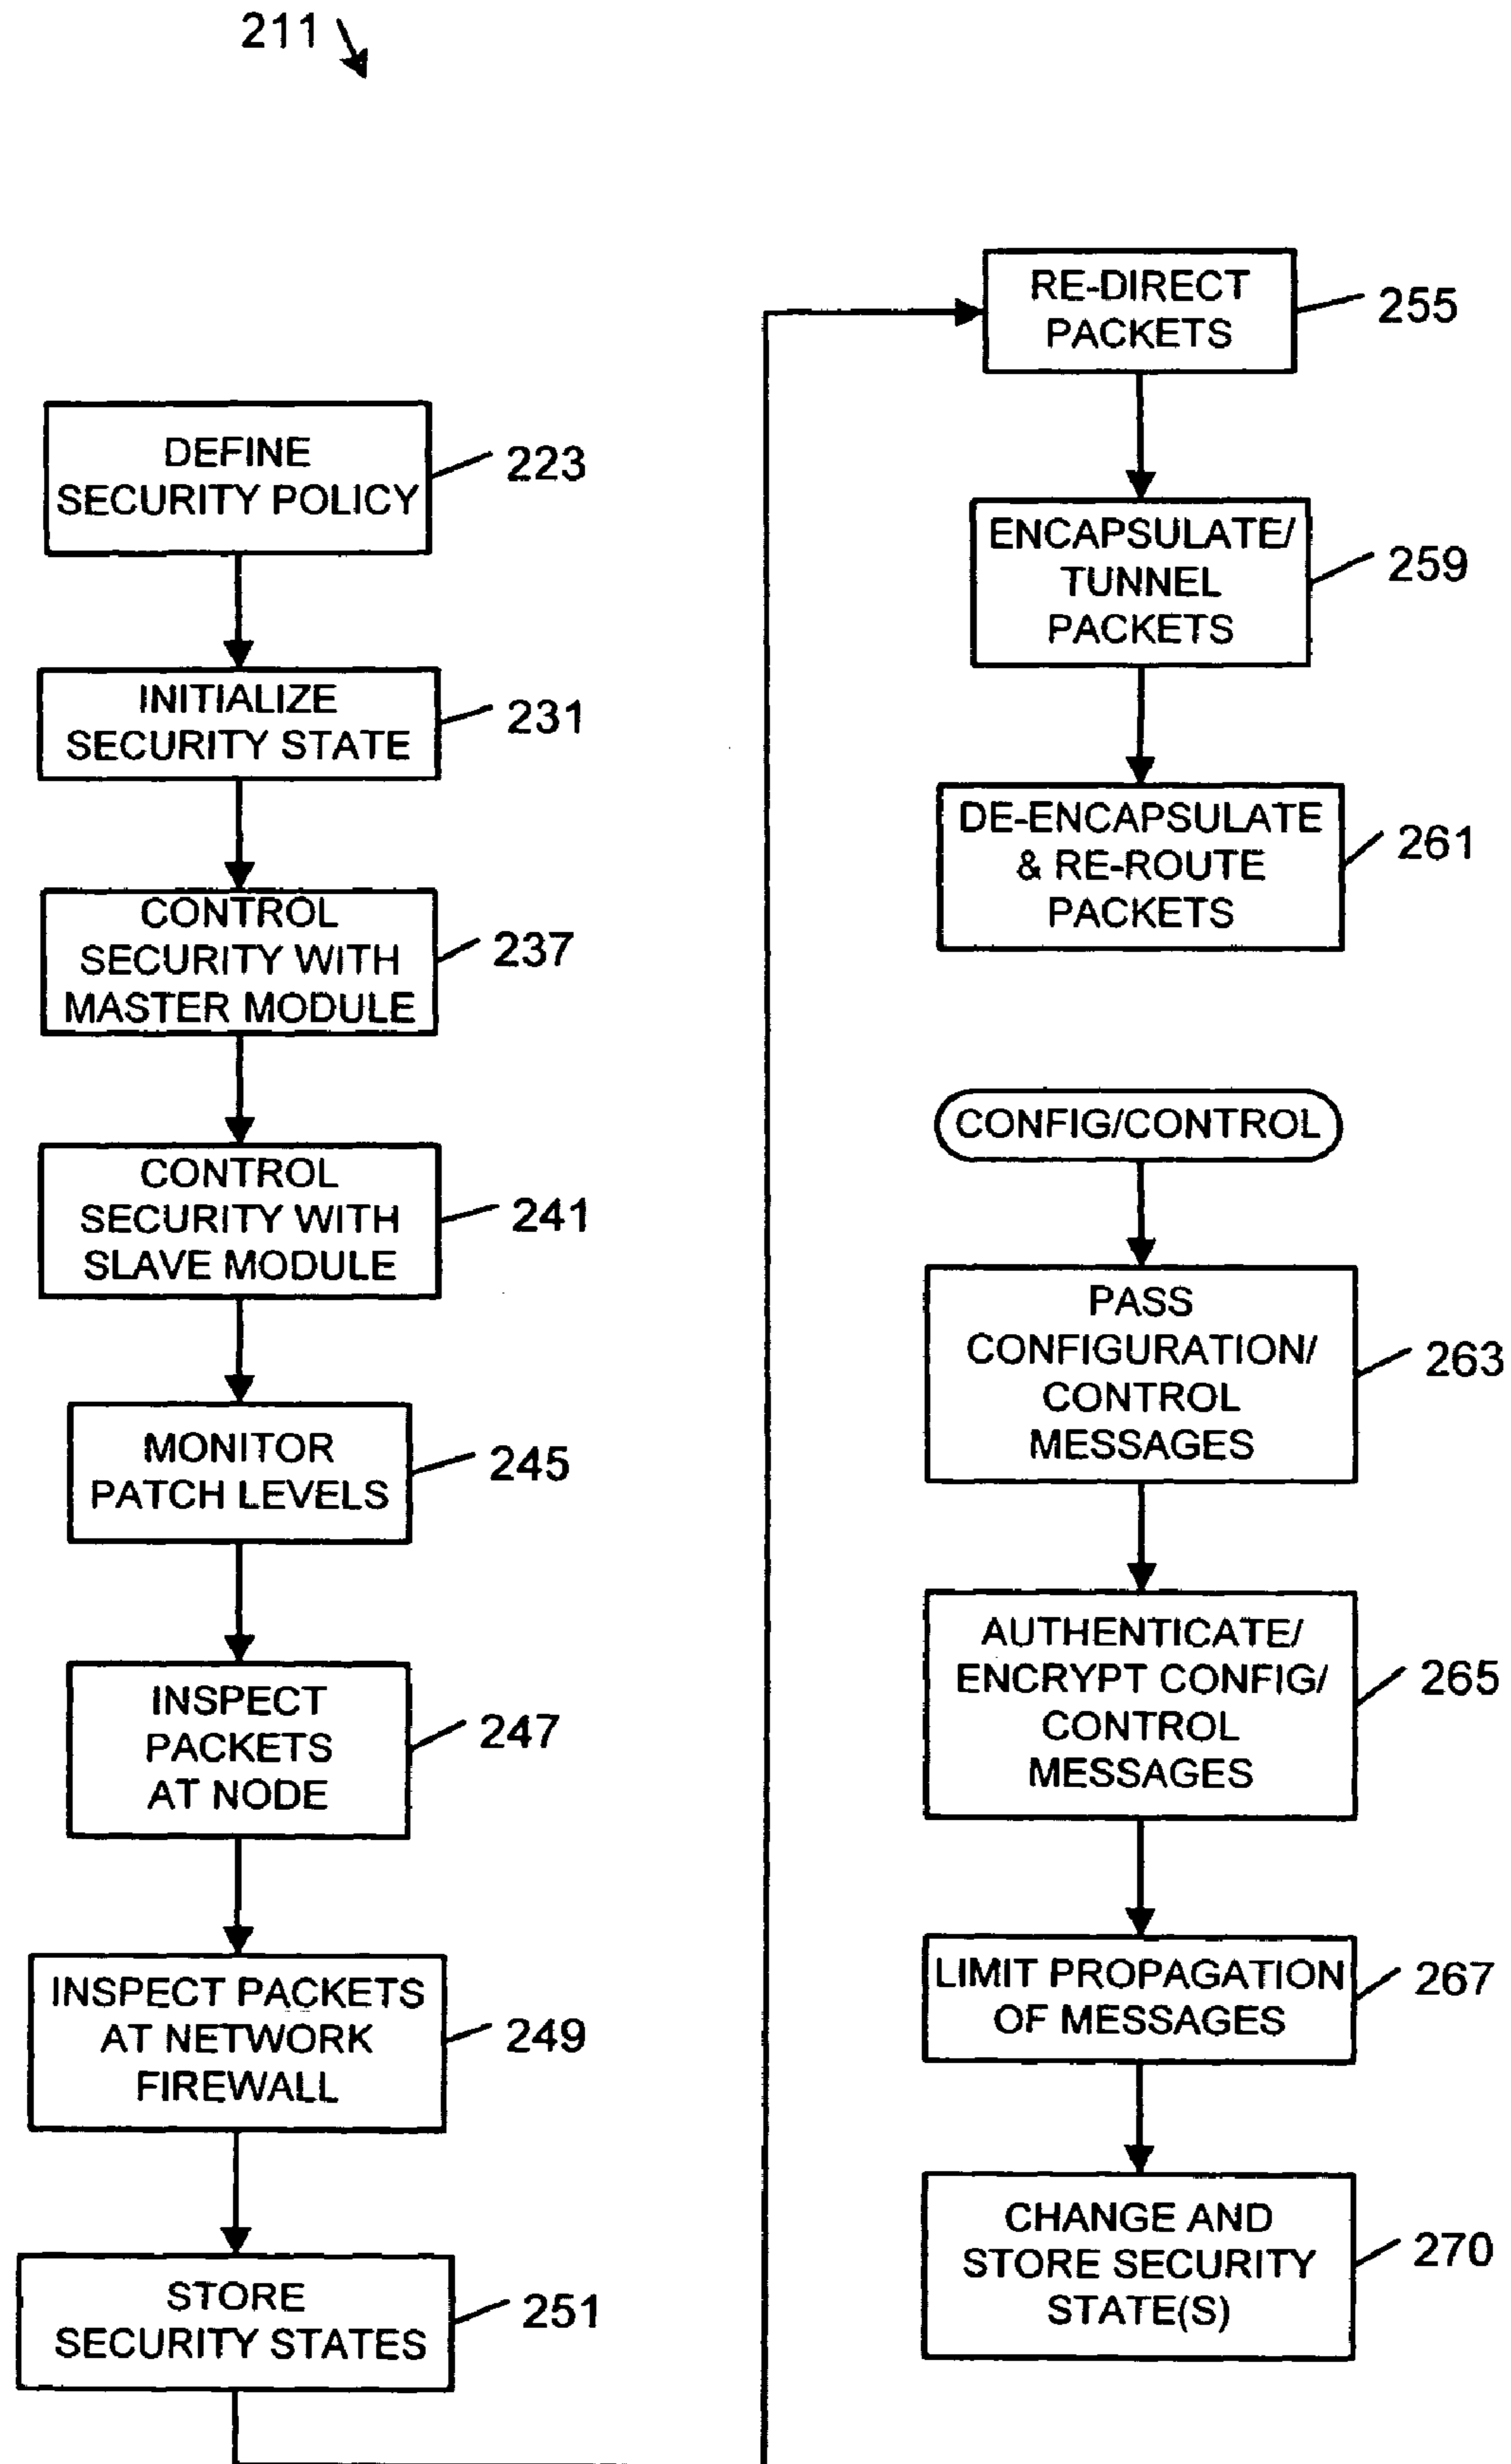 211
DEFINE
SECURITY POLICY
223
INITIALIZE
SECURITY STATE
231
CONTROL
SECURITY WITH
MASTER MODULE
237
CONTROL
SECURITY WITH
SLAVE MODULE
241
MONITOR
PATCH LEVELS
245
INSPECT
PACKETS
AT NODE
247
INSPECT PACKETS
AT NETWORK
FIREWALL
249
STORE
SECURITY STATES
251
RE-DIRECT
PACKETS
255
ENCAPSULATE/
TUNNEL
PACKETS
259
DE-ENCAPSULATE
& RE-ROUTE
PACKETS
261
CONFIG/CONTROL
PASS
CONFIGURATION/
CONTROL
MESSAGES
263
AUTHENTICATE/
ENCRYPT CONFIG/
CONTROL
MESSAGES
265
LIMIT PROPAGATION
OF MESSAGES
267
CHANGE AND
STORE SECURITY
STATE(S)
270